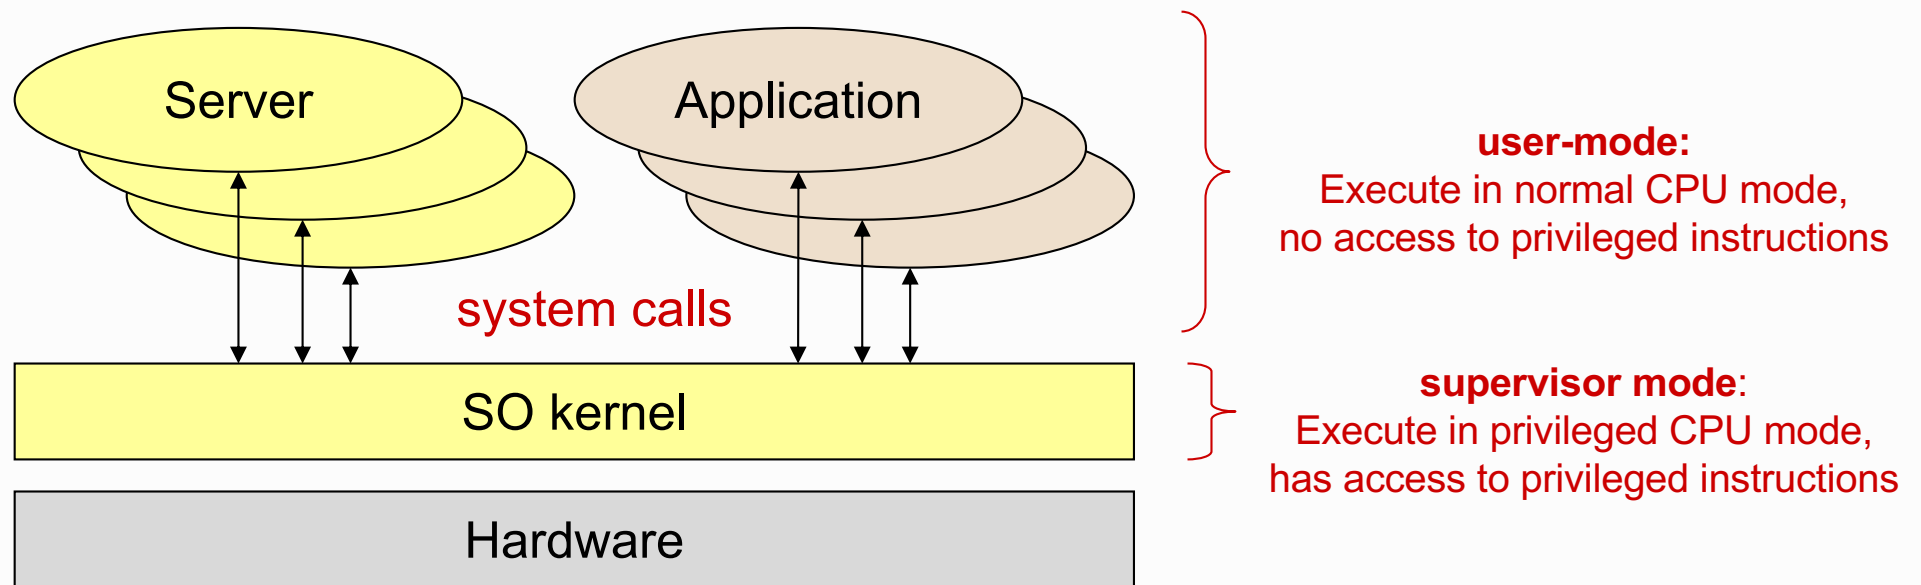 Server
Application
user-mode:
Execute in normal CPU mode,
no access to privileged instructions
system calls
SO kernel
supervisor mode:
Execute in privileged CPU mode,
has access to privileged instructions
Hardware